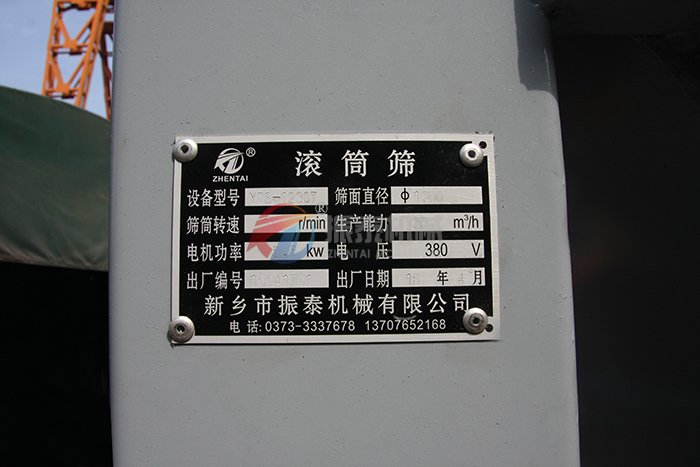 ZHENTAI ® 滚筒筛
设备型号 筛面直径 φ
筛筒转速 r/min 生产能力 m³/h
电机功率 kw 电 压 380 V
出厂编号 出厂日期 年 月
新乡市振泰机械有限公司
电话:0373-3337678 13707652168
ZHENTAI ®